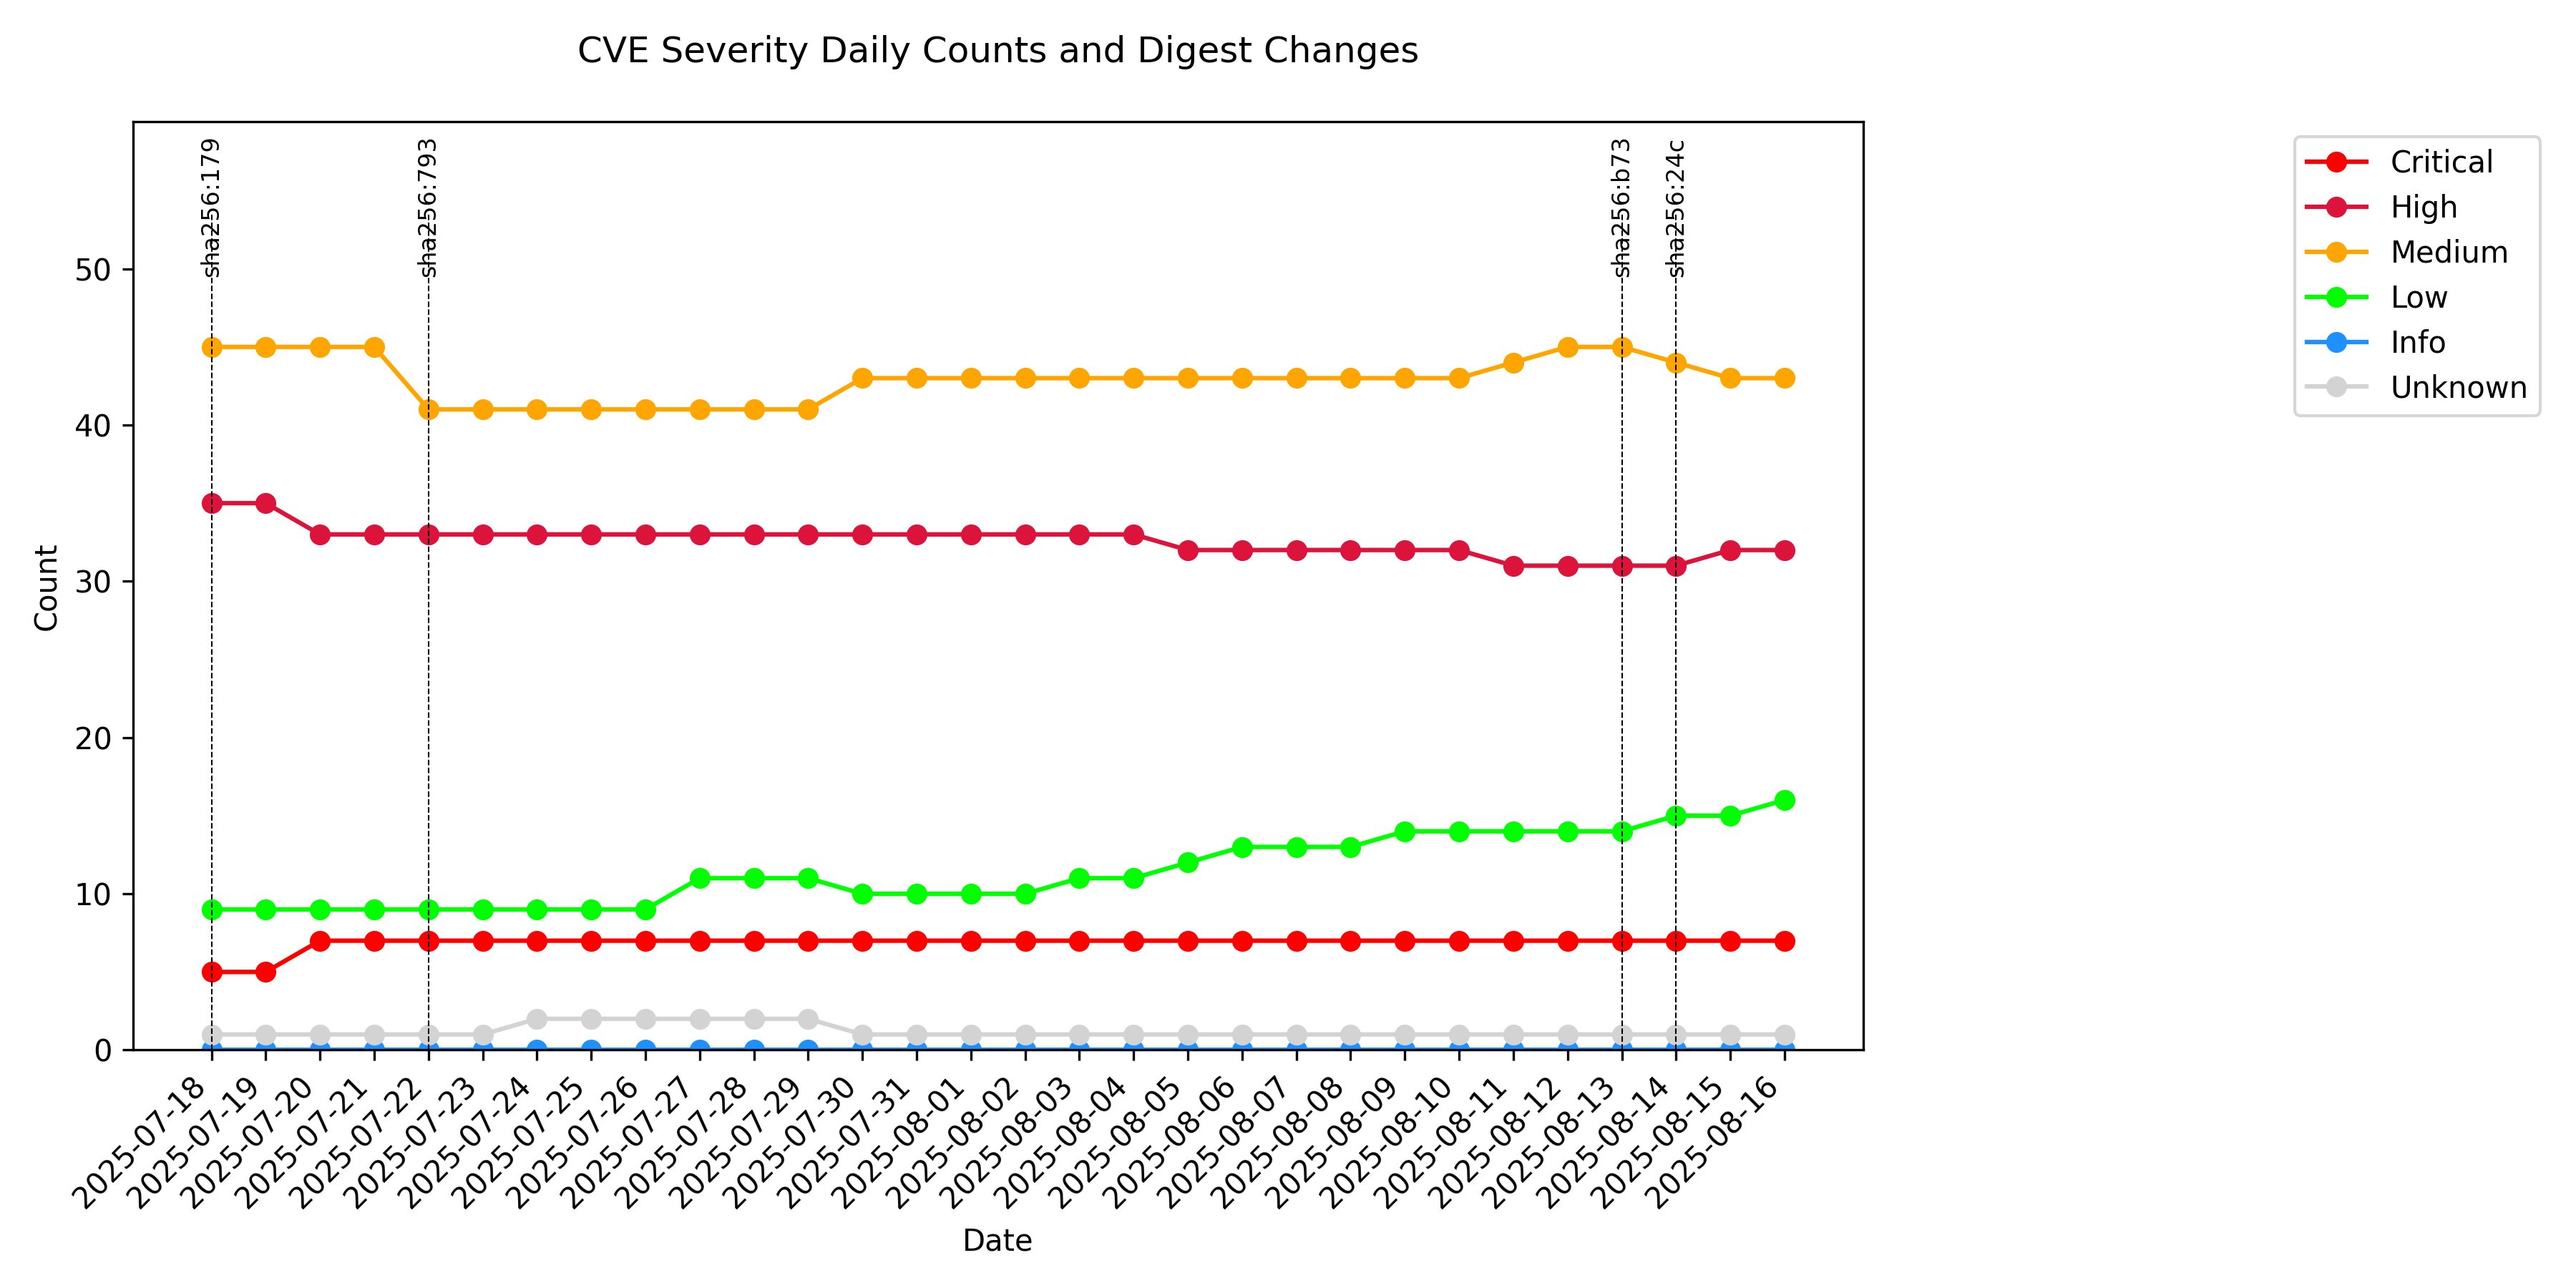 CVE Severity Daily Counts and Digest Changes
sha256:179
sha256:793
sha256:b73
sha256:24c
Critical
High
Medium
Low
Info
Unknown
Count
50
40
30
20
10
0
2025-07-18
2025-07-19
2025-07-20
2025-07-21
2025-07-22
2025-07-23
2025-07-24
2025-07-25
2025-07-26
2025-07-27
2025-07-28
2025-07-29
2025-07-30
2025-07-31
2025-08-01
2025-08-02
2025-08-03
2025-08-04
2025-08-05
2025-08-06
2025-08-07
2025-08-08
2025-08-09
2025-08-10
2025-08-11
2025-08-12
2025-08-13
2025-08-14
2025-08-15
2025-08-16
Date